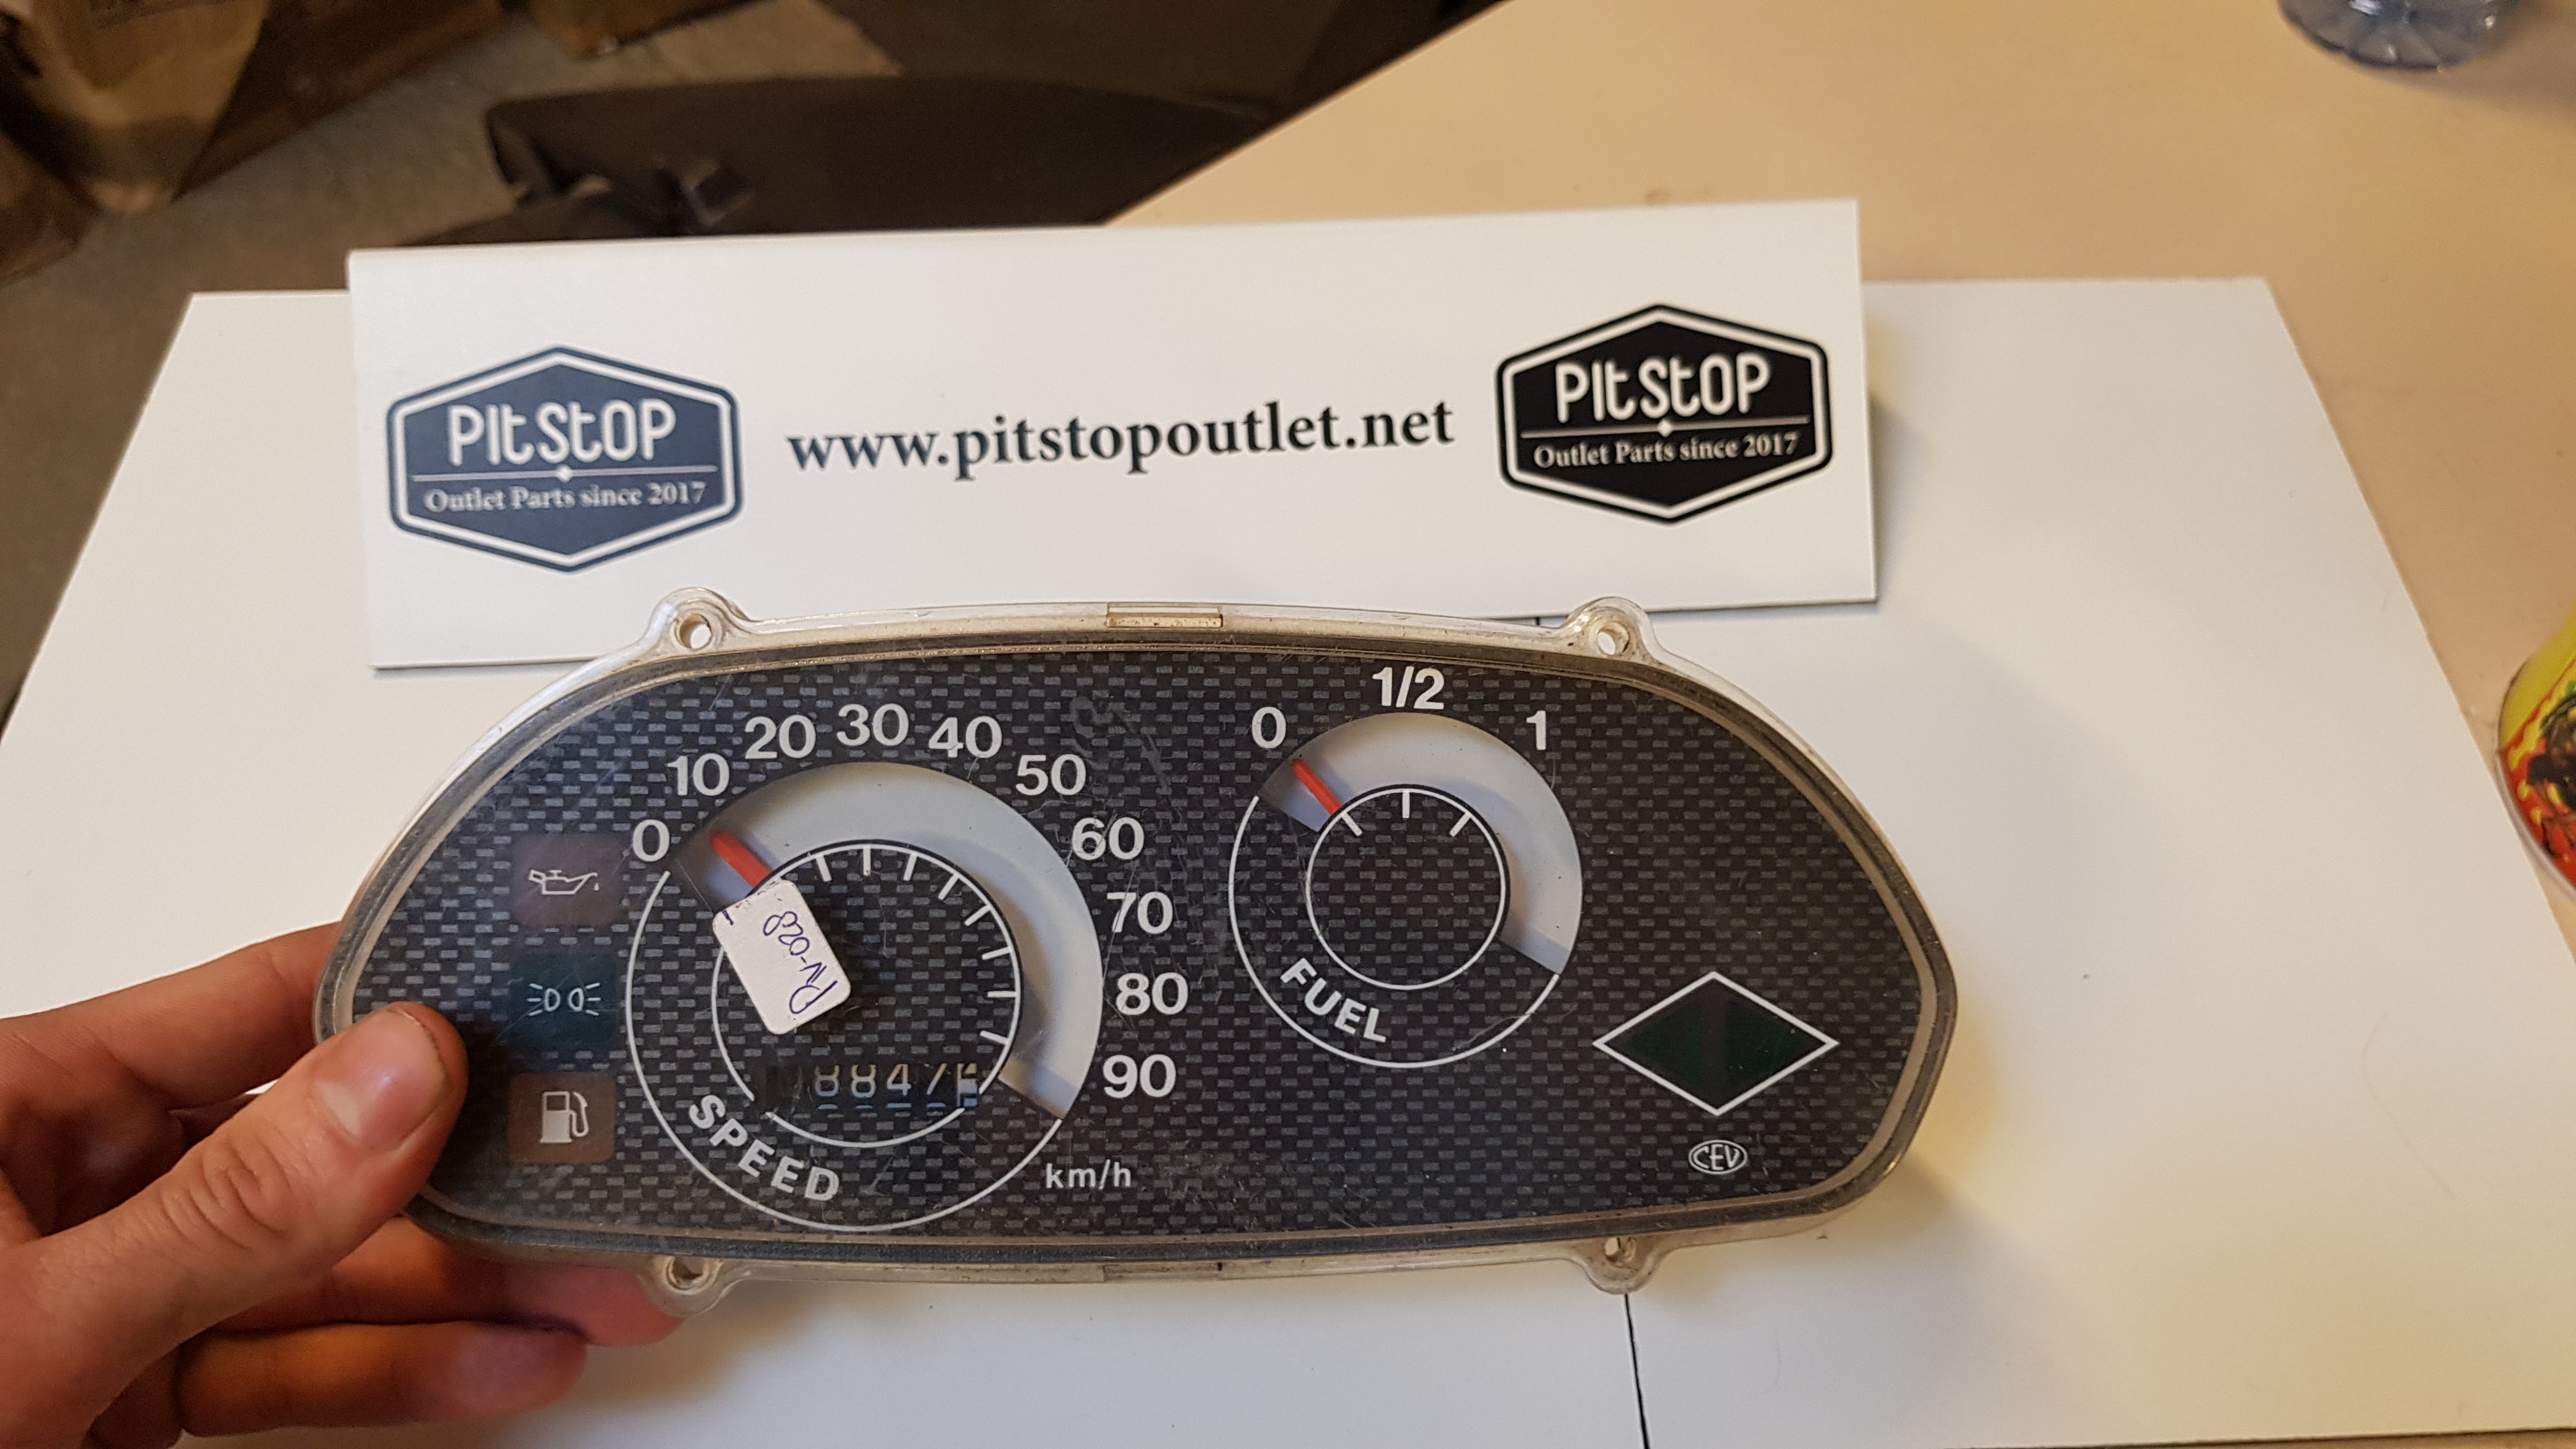 PitStOP
Outlet Parts since 2017
www.pitstopoutlet.net
PitStOP
Outlet Parts since 2017
0
10
20
30
40
50
60
70
80
90
SPEED
km/h
0
1/2
1
FUEL
CEV